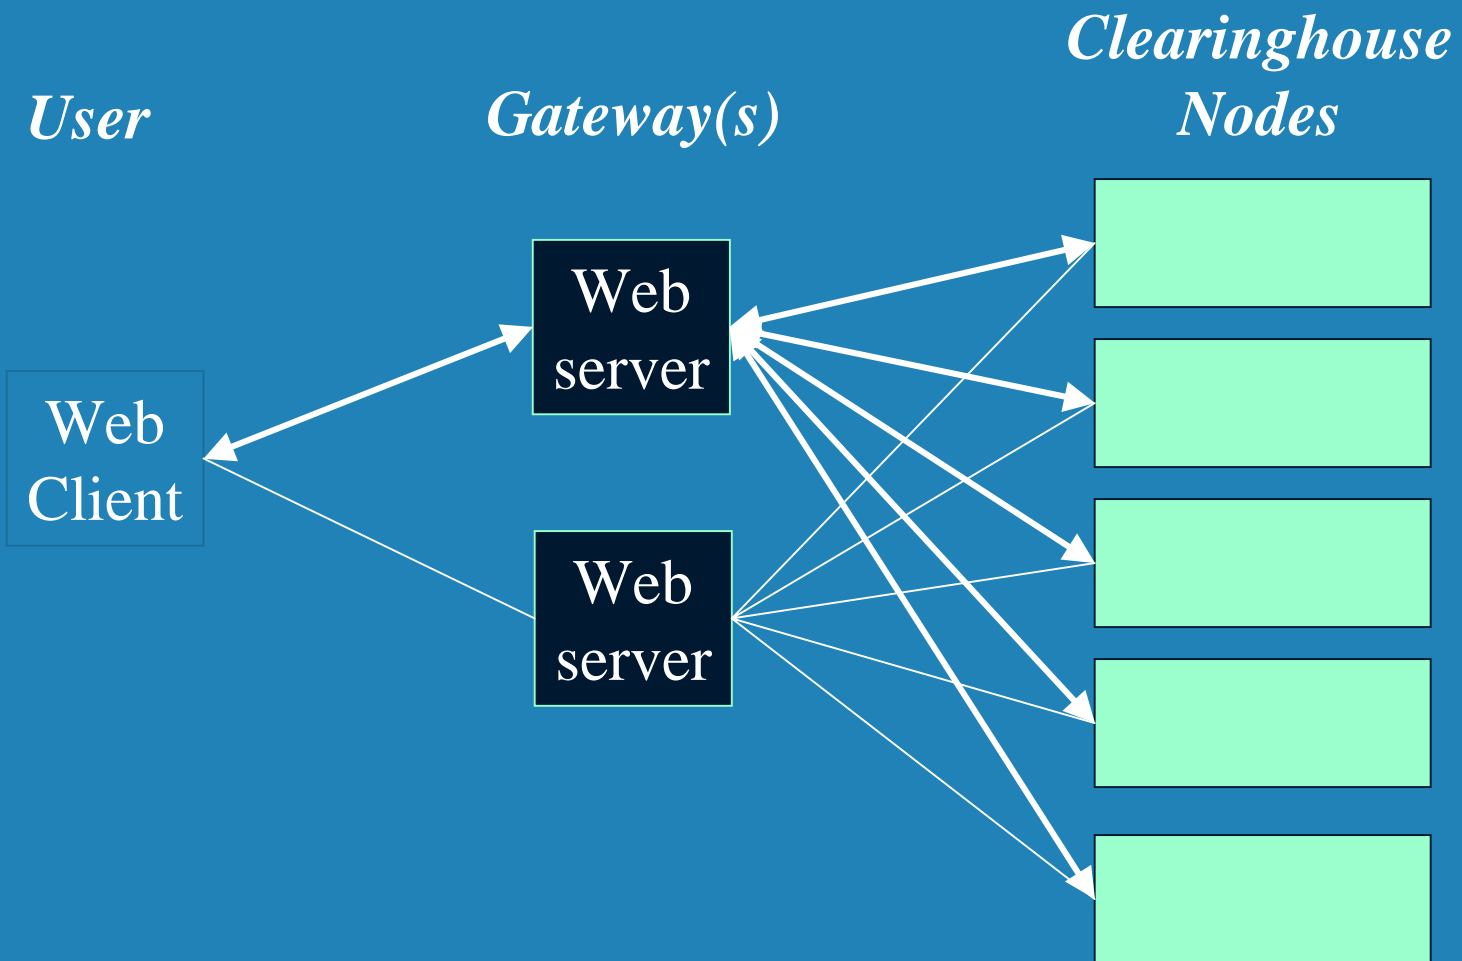 Clearinghouse
User
Gateway(s)
Nodes
Web
server
Web
Client
Web
server